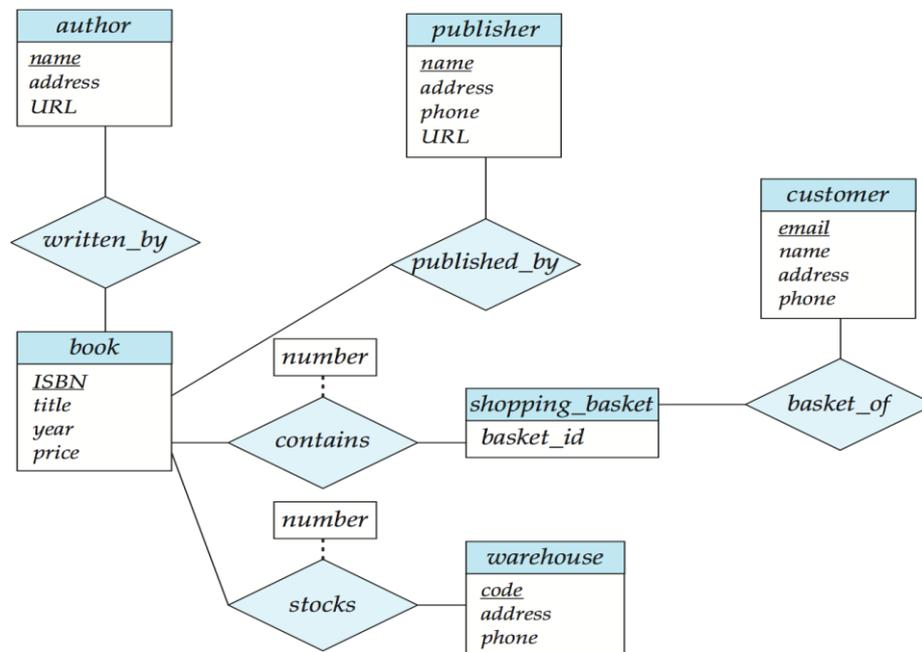 author
name
address
URL
publisher
name
address
phone
URL
customer
email
name
address
phone
written_by
published_by
book
ISBN
title
year
price
number
contains
shopping_basket
basket_id
basket_of
number
stocks
warehouse
code
address
phone